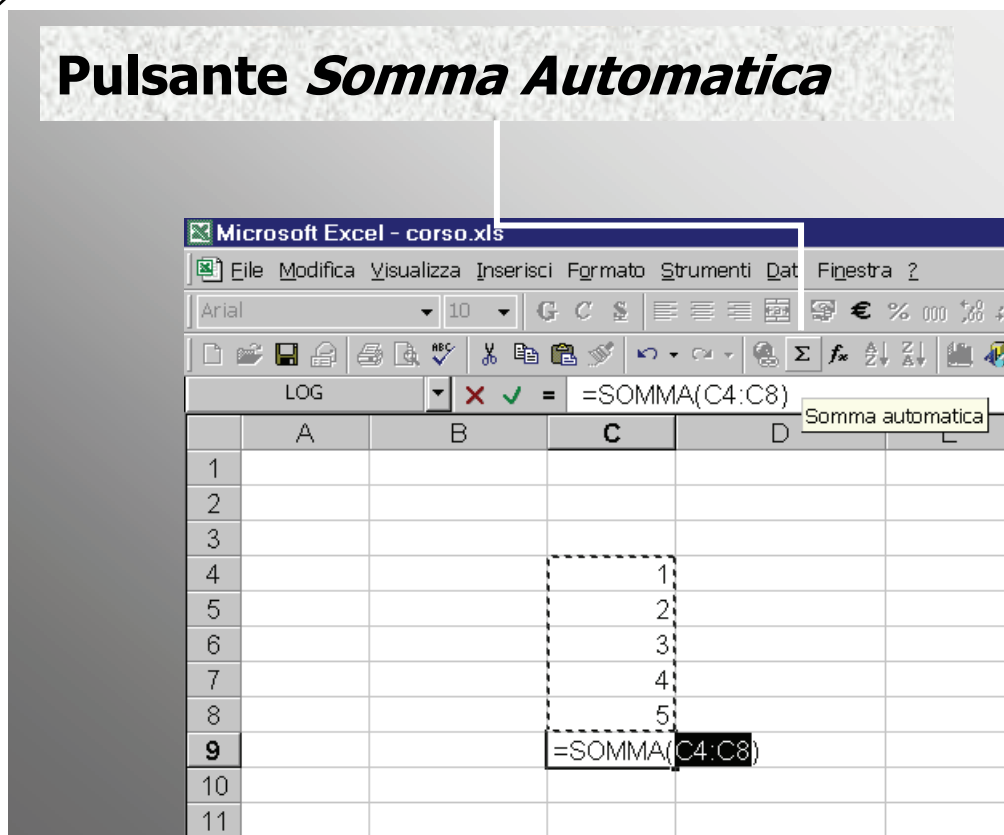 Pulsante Somma Automatica
Microsoft Excel - corso.xls
File Modifica Visualizza Inserisci Formato Strumenti Dat Finestra ?
Arial 10 G C S € % 000
ABC Σ fx
LOG = =SOMMA(C4:C8)
Somma automatica
A B C D E
1
2
3
4 1
5 2
6 3
7 4
8 5
9 =SOMMA(C4:C8)
10
11